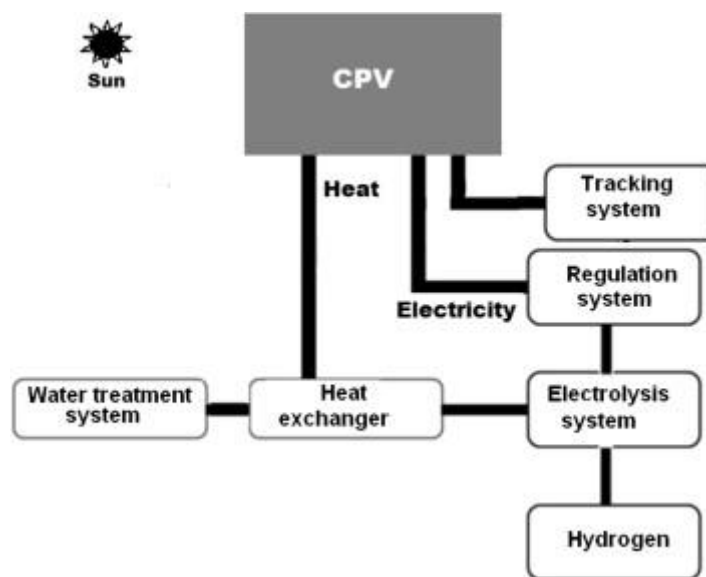 Sun
CPV
Heat
Tracking
system
Regulation
system
Electricity
Water treatment
system
Heat
exchanger
Electrolysis
system
Hydrogen